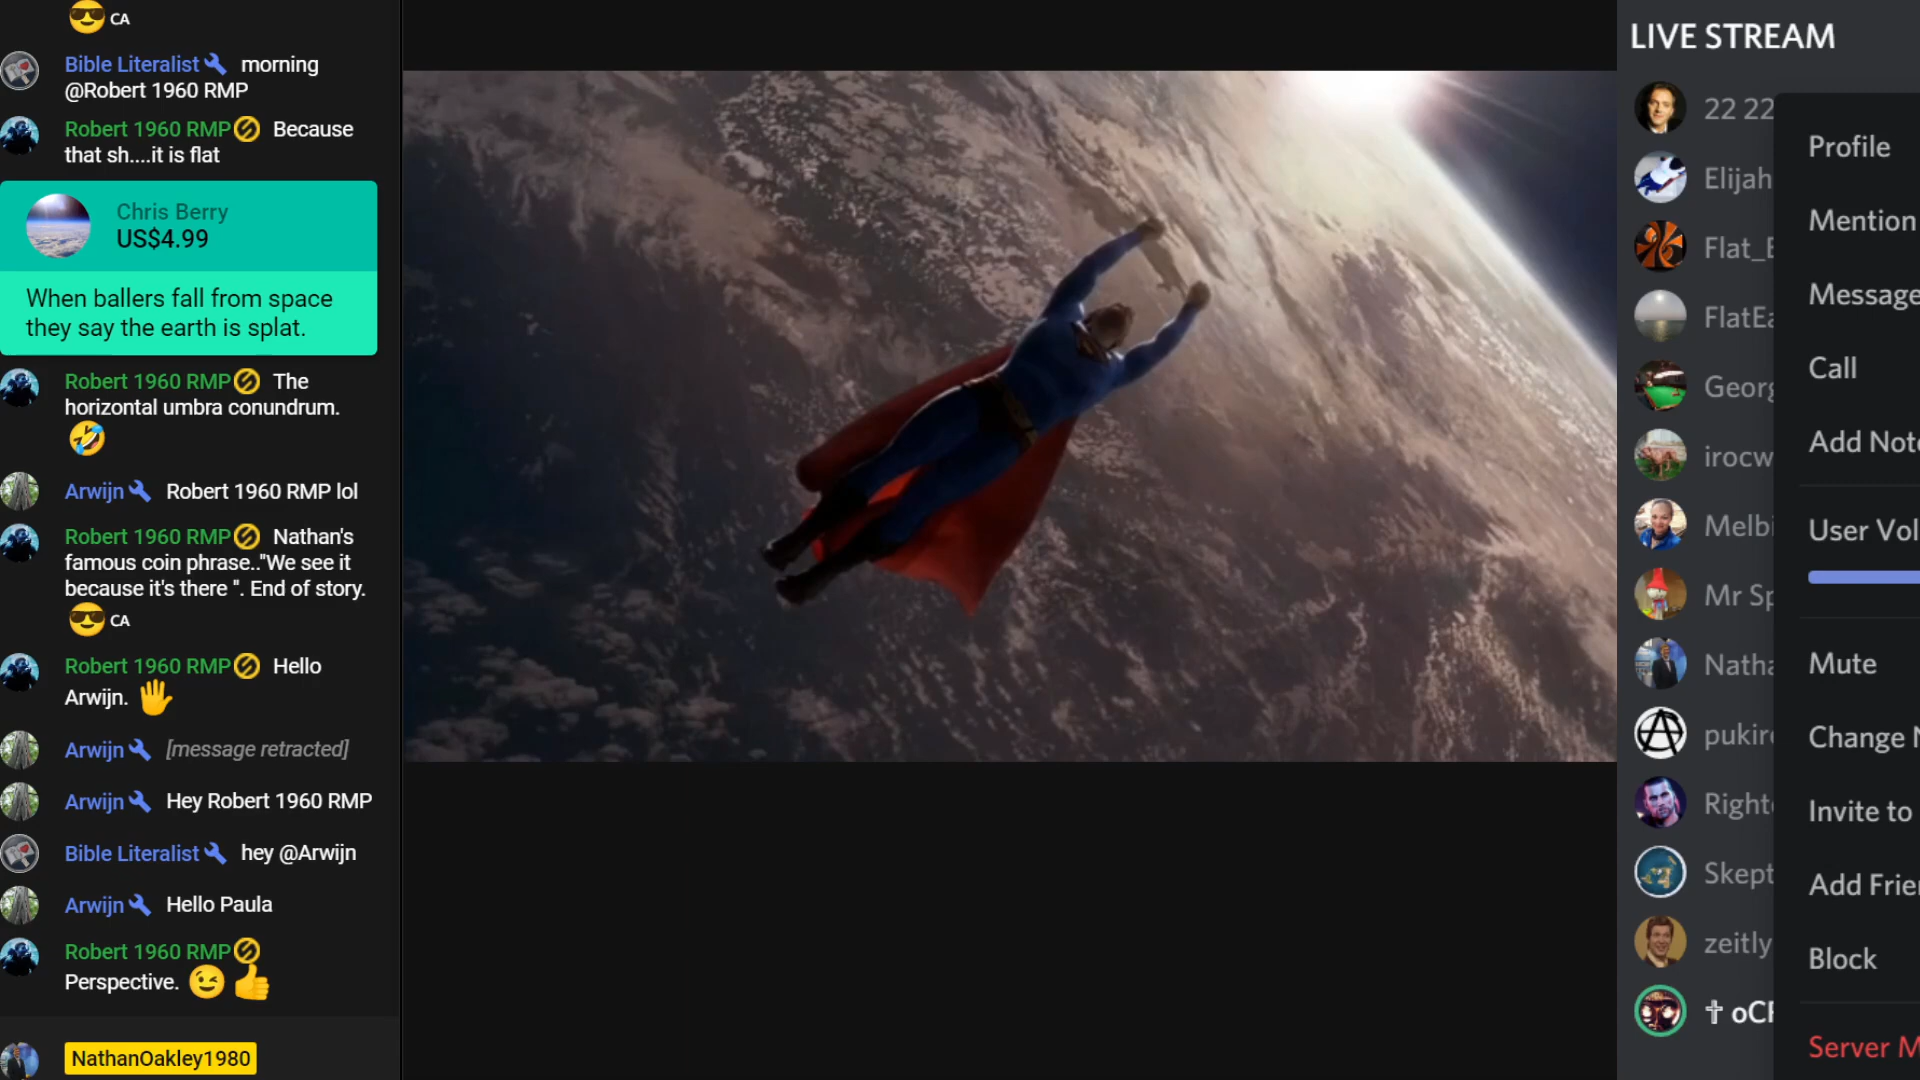 CA
Bible Literalist morning
@Robert 1960 RMP
Robert 1960 RMP Because
that sh....it is flat
Chris Berry
US$4.99
When ballers fall from space
they say the earth is splat.
Robert 1960 RMP The
horizontal umbra conundrum.
Arwijn Robert 1960 RMP lol
Robert 1960 RMP Nathan's
famous coin phrase.."We see it
because it's there ". End of story.
CA
Robert 1960 RMP Hello
Arwijn.
Arwijn [message retracted]
Arwijn Hey Robert 1960 RMP
Bible Literalist hey @Arwijn
Arwijn Hello Paula
Robert 1960 RMP
Perspective.
NathanOakley1980
LIVE STREAM
22 22
Elijah
Flat_E
FlatEa
Georg
irocw
Melbi
Mr Sp
Natha
pukir
Right
Skept
zeitly
† oCF
Profile
Mention
Message
Call
Add Note
User Vol
Mute
Change N
Invite to
Add Frie
Block
Server M